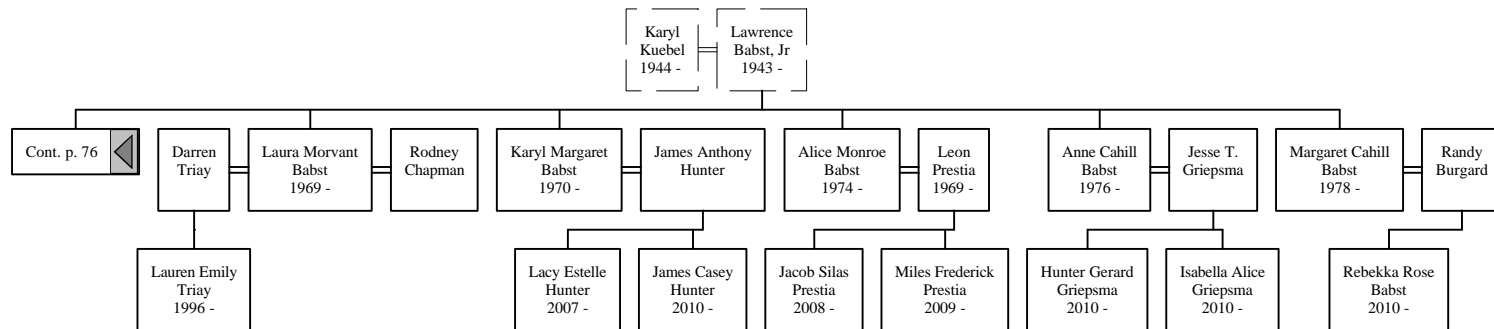 Karyl
Kuebel
1944 -
Lawrence
Babst, Jr
1943 -
Cont. p. 76
Darren
Triay
Laura Morvant
Babst
1969 -
Rodney
Chapman
Karyl Margaret
Babst
1970 -
James Anthony
Hunter
Alice Monroe
Babst
1974 -
Leon
Prestia
1969 -
Anne Cahill
Babst
1976 -
Jesse T.
Griepsma
Margaret Cahill
Babst
1978 -
Randy
Burgard
Lauren Emily
Triay
1996 -
Lacy Estelle
Hunter
2007 -
James Casey
Hunter
2010 -
Jacob Silas
Prestia
2008 -
Miles Frederick
Prestia
2009 -
Hunter Gerard
Griepsma
2010 -
Isabella Alice
Griepsma
2010 -
Rebekka Rose
Babst
2010 -